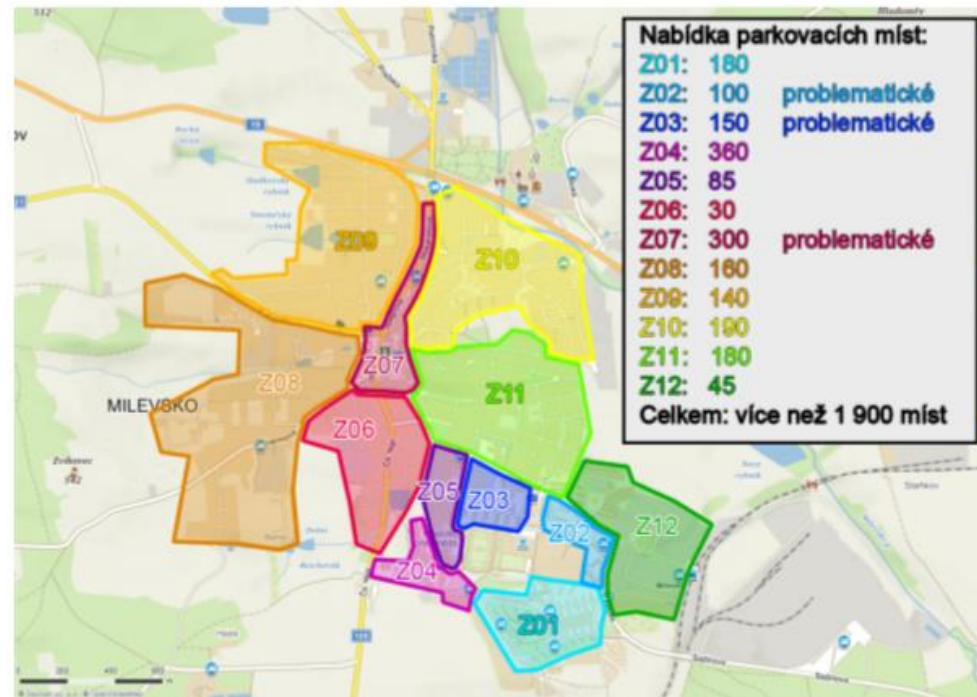 Nabídka parkovacích míst:
Z01: 180
Z02: 100 problematické
Z03: 150 problematické
Z04: 360
Z05: 85
Z06: 30
Z07: 300 problematické
Z08: 160
Z09: 140
Z10: 190
Z11: 180
Z12: 45
Celkem: více než 1 900 míst
Z09
Z10
Z07
Z08
MILEVSKO
Z11
Z06
Z05
Z03
Z02
Z12
Z04
Z01